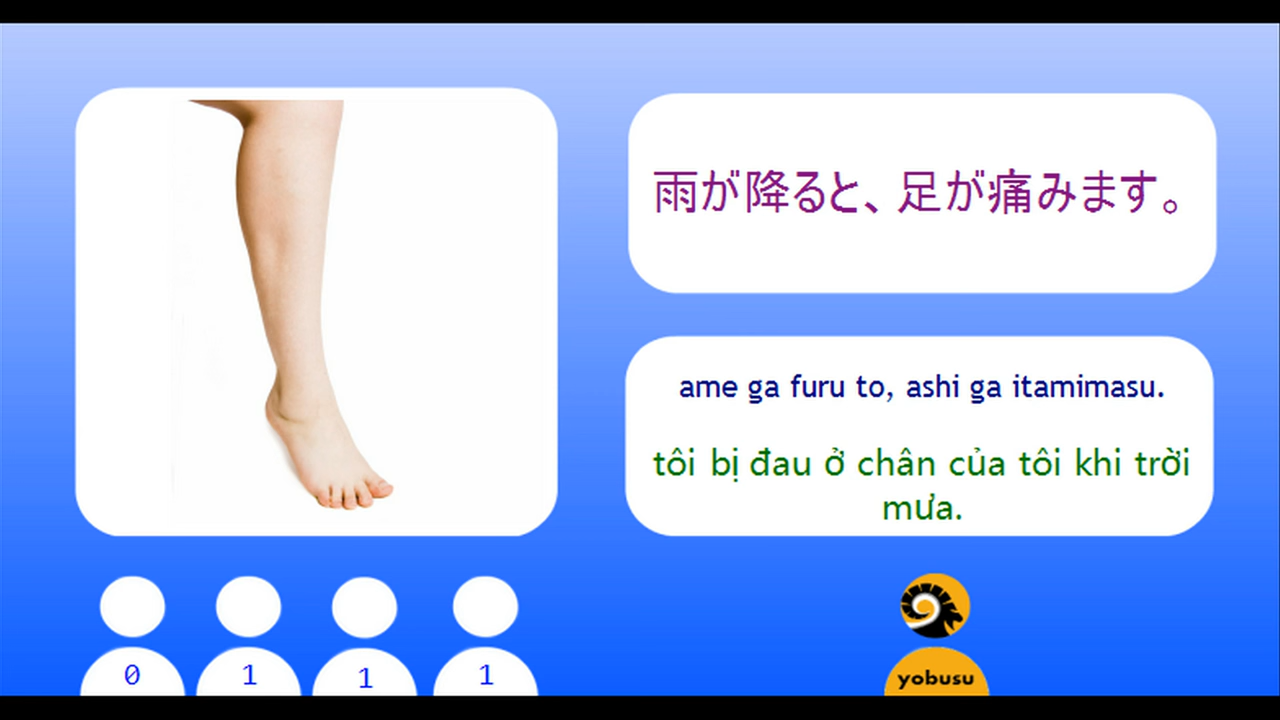 雨が降ると、足が痛みます。
ame ga furu to, ashi ga itamimasu.
tôi bị đau ở chân của tôi khi trời
mưa.
0 1 1 1
yobusu